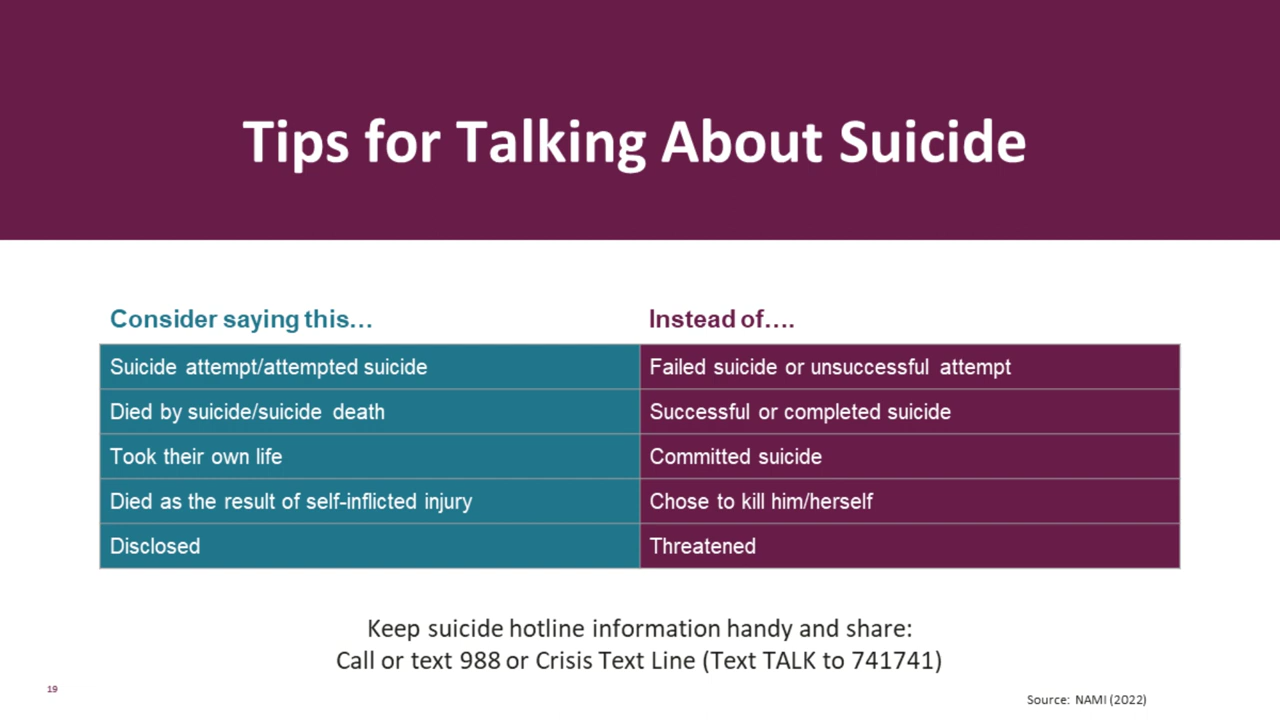 Tips for Talking About Suicide
Consider saying this… Instead of….
Suicide attempt/attempted suicide Failed suicide or unsuccessful attempt
Died by suicide/suicide death Successful or completed suicide
Took their own life Committed suicide
Died as the result of self-inflicted injury Chose to kill him/herself
Disclosed Threatened
Keep suicide hotline information handy and share:
Call or text 988 or Crisis Text Line (Text TALK to 741741)
19
Source: NAMI (2022)